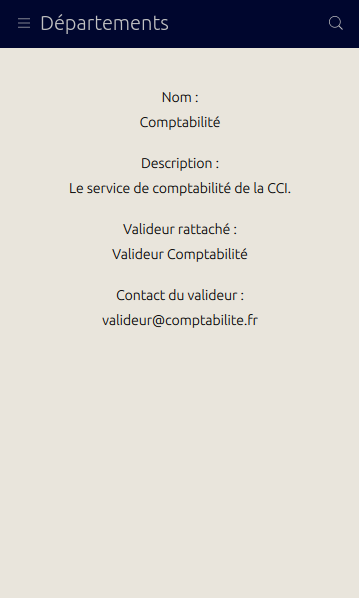 Départements
Nom :
Comptabilité
Description :
Le service de comptabilité de la CCI.
Valideur rattaché :
Valideur Comptabilité
Contact du valideur :
valideur@comptabilite.fr